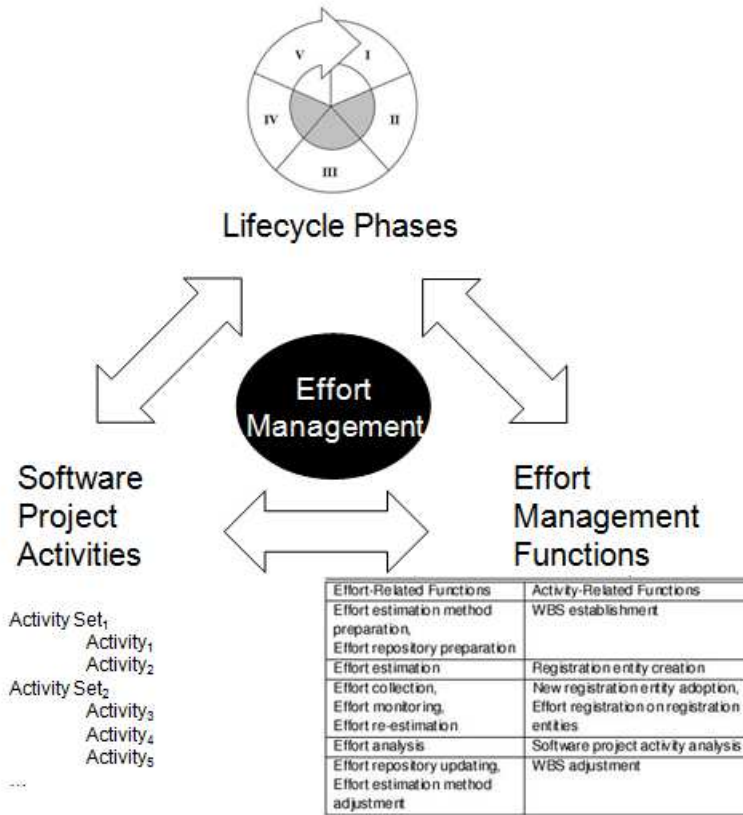 V
I
IV
II
III
Lifecycle Phases
Effort
Management
Software
Project
Activities
Effort
Management
Functions
Activity Set1
Activity1
Activity2
Activity Set2
Activity3
Activity4
Activity5
...
Effort-Related Functions
Activity-Related Functions
Effort estimation method
preparation,
Effort repository preparation
WBS establishment
Effort estimation
Registration entity creation
Effort collection,
Effort monitoring,
Effort re-estimation
New registration entity adoption,
Effort registration on registration
entities
Effort analysis
Software project activity analysis
Effort repository updating,
Effort estimation method
adjustment
WBS adjustment